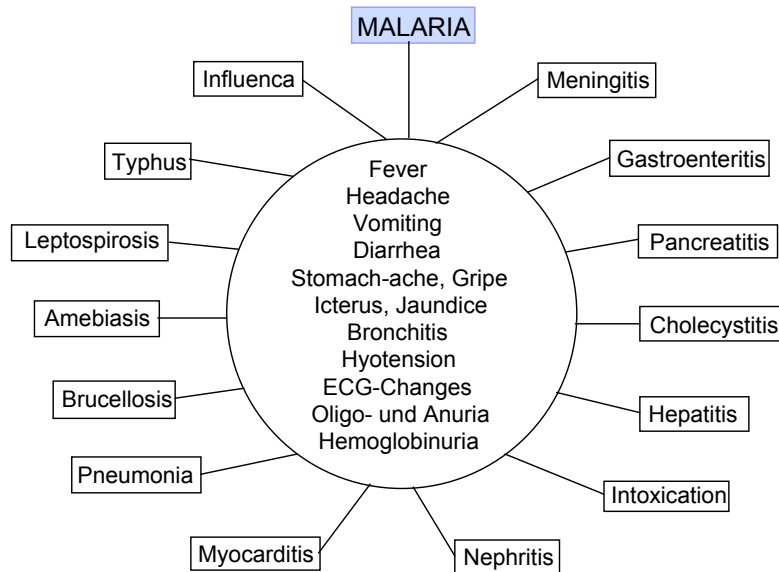 MALARIA
Influenca
Meningitis
Typhus
Gastroenteritis
Leptospirosis
Pancreatitis
Amebiasis
Cholecystitis
Brucellosis
Hepatitis
Pneumonia
Intoxication
Myocarditis
Nephritis
Fever
Headache
Vomiting
Diarrhea
Stomach-ache, Gripe
Icterus, Jaundice
Bronchitis
Hyotension
ECG-Changes
Oligo- und Anuria
Hemoglobinuria